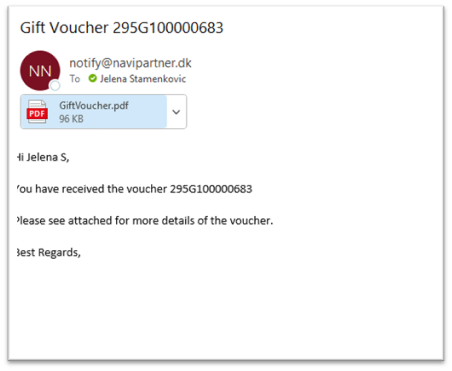 Gift Voucher 295G100000683
NN
notify@navipartner.dk
To Jelena Stamenkovic
PDF
GiftVoucher.pdf
96 KB
Hi Jelena S,
You have received the voucher 295G100000683
Please see attached for more details of the voucher.
Best Regards,